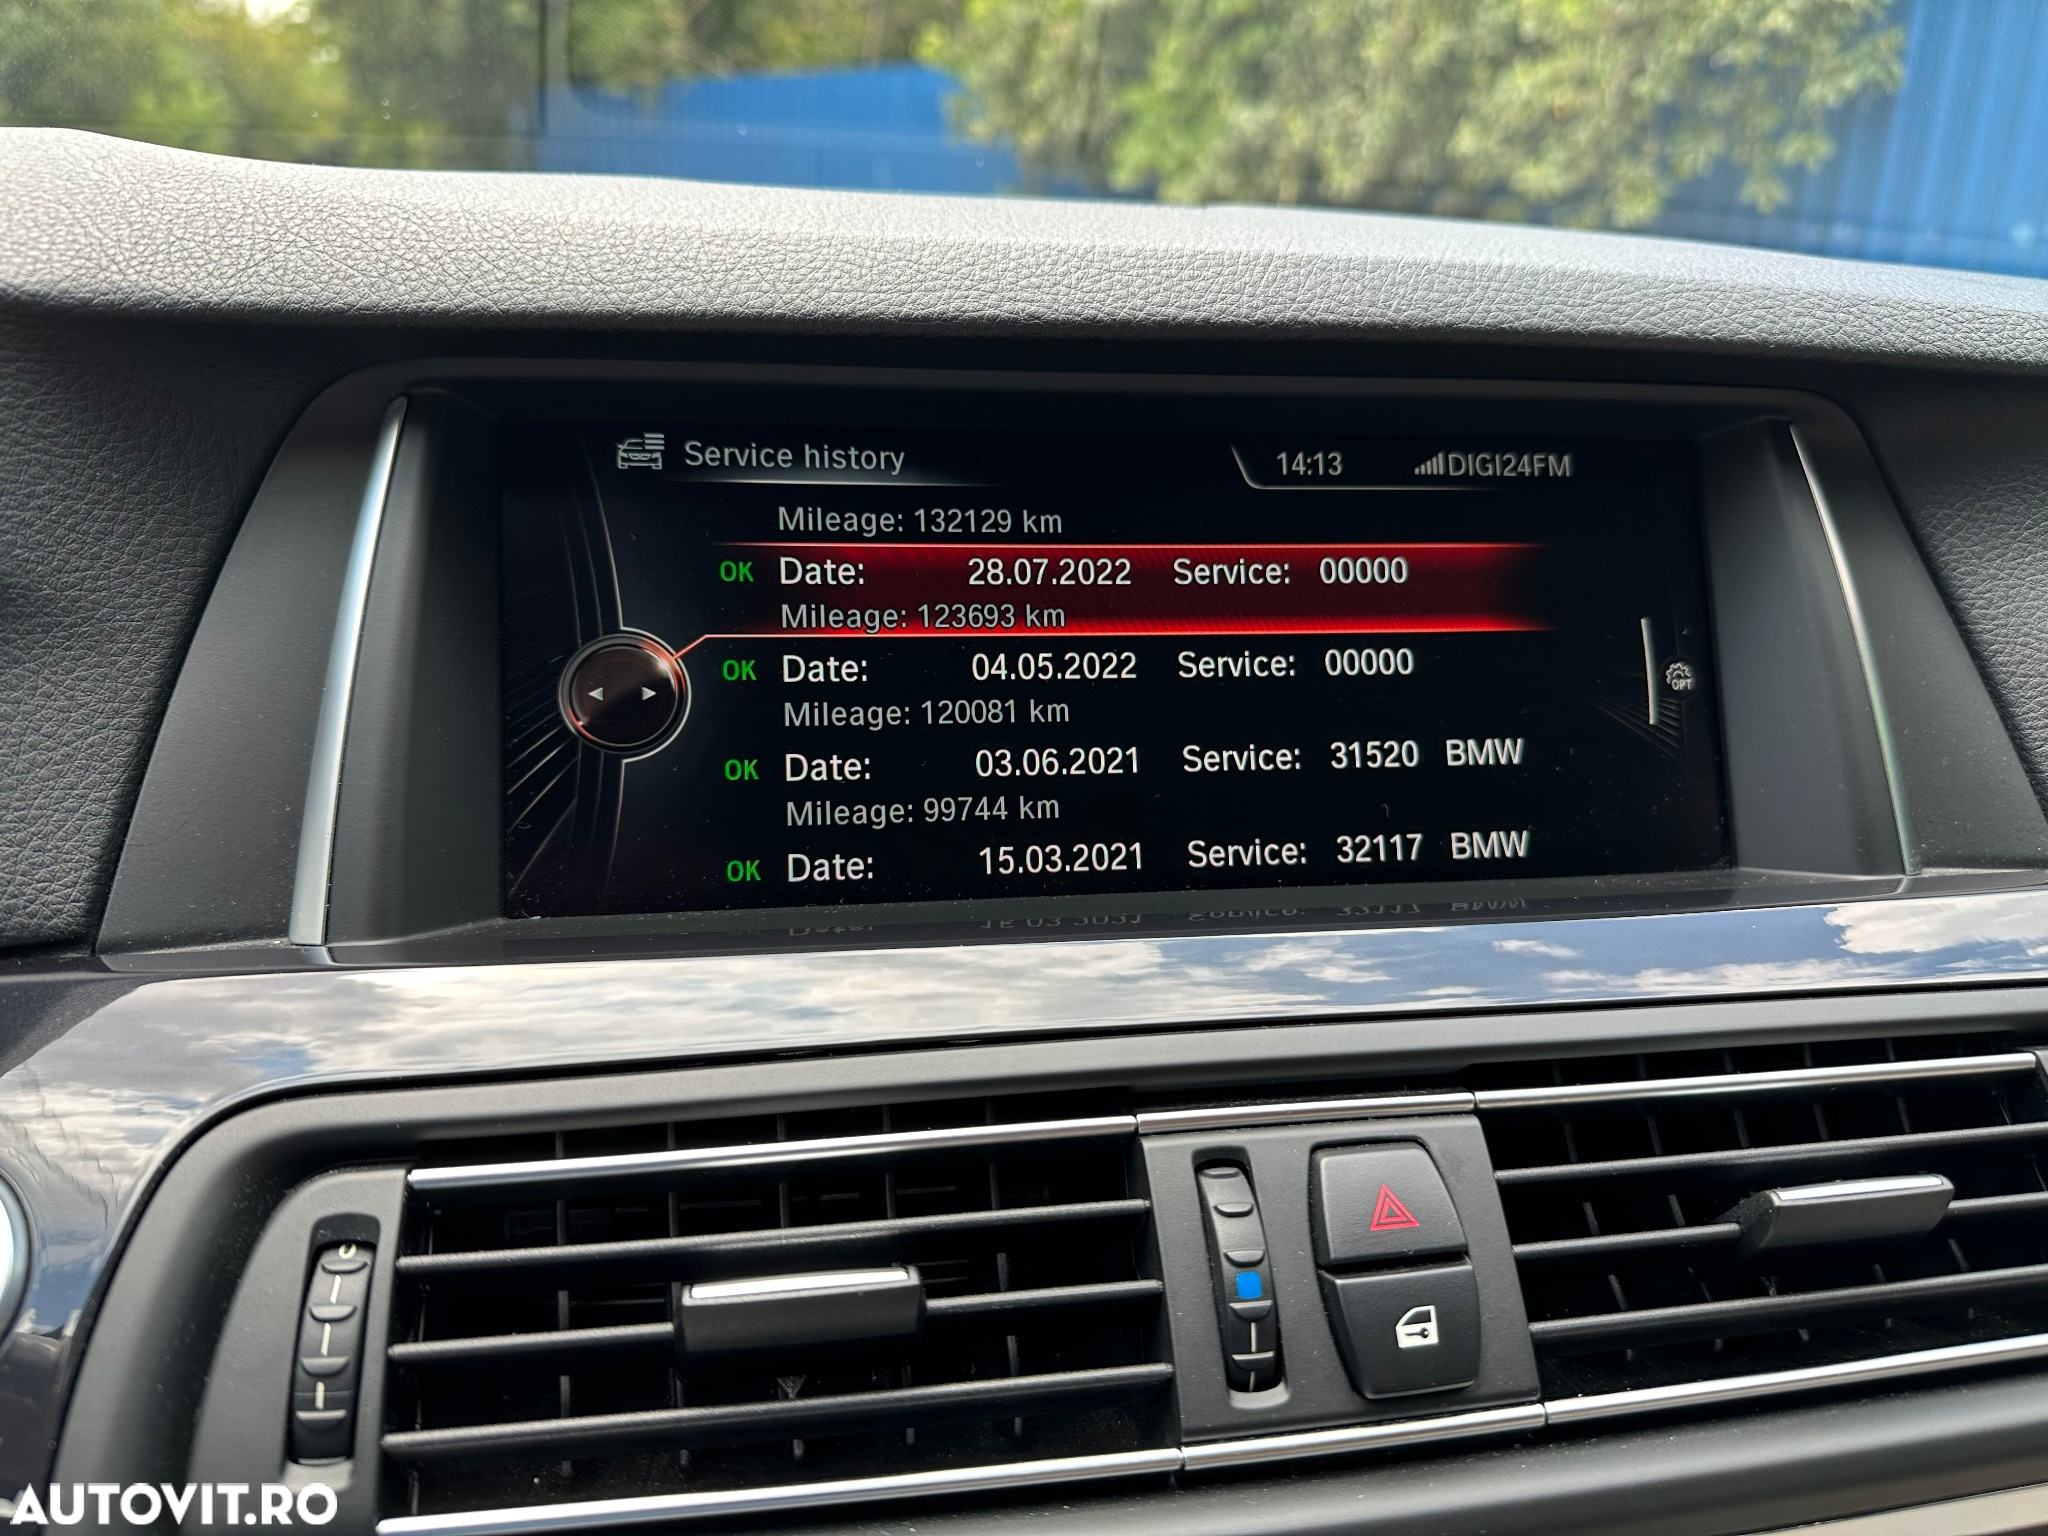 Service history 14:13 DIGI24FM
Mileage: 132129 km
OK Date: 28.07.2022 Service: 00000
Mileage: 123693 km
OK Date: 04.05.2022 Service: 00000
Mileage: 120081 km
OPT
OK Date: 03.06.2021 Service: 31520 BMW
Mileage: 99744 km
OK Date: 15.03.2021 Service: 32117 BMW
AUTOVIT.RO